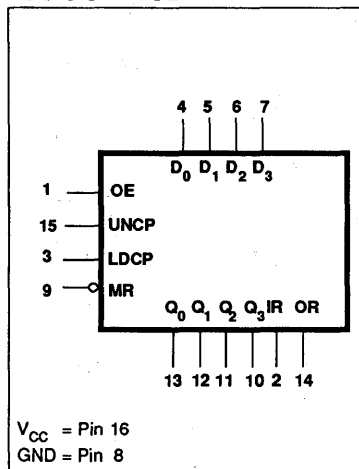 4 5 6 7
D0 D1 D2 D3
1 OE
15 UNCP
3 LDCP
9 MR
Q0 Q1 Q2 Q3 IR OR
13 12 11 10 2 14
VCC = Pin 16
GND = Pin 8